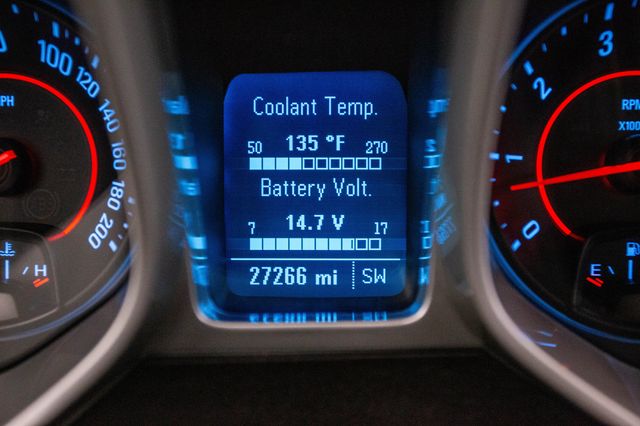 Coolant Temp.
50 135 °F 270
Battery Volt.
7 14.7 V 17
27266 mi SW
100
120
140
160
180
200
MPH
H
3
2
1
0
RPM
E